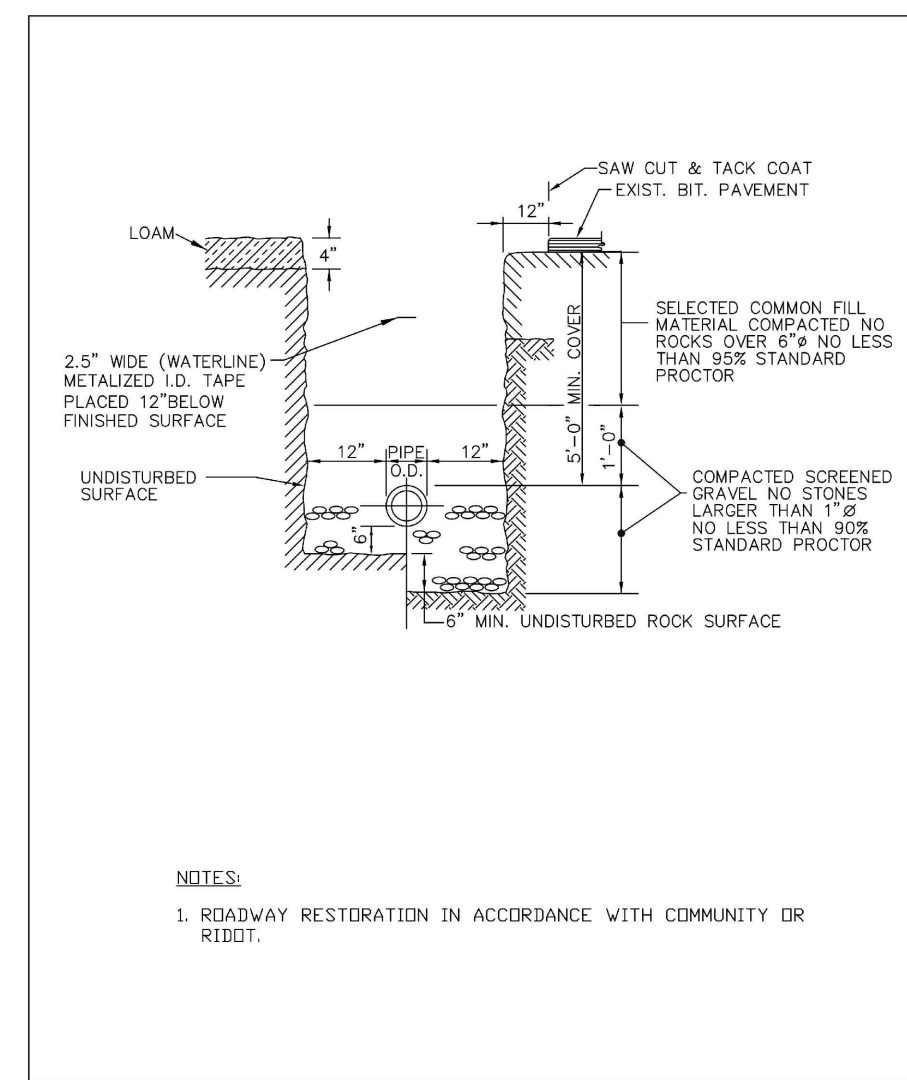 SAW CUT & TACK COAT
EXIST. BIT. PAVEMENT
12"
LOAM
4"
SELECTED COMMON FILL
MATERIAL COMPACTED NO
ROCKS OVER 6"Ø NO LESS
THAN 95% STANDARD
PROCTOR
2.5" WIDE (WATERLINE)
METALIZED I.D. TAPE
PLACED 12"BELOW
FINISHED SURFACE
5'-0" MIN. COVER
1'-0"
12"
PIPE
O.D.
12"
UNDISTURBED
SURFACE
COMPACTED SCREENED
GRAVEL NO STONES
LARGER THAN 1"Ø
NO LESS THAN 90%
STANDARD PROCTOR
6"
6" MIN. UNDISTURBED ROCK SURFACE
NOTES:
1. ROADWAY RESTORATION IN ACCORDANCE WITH COMMUNITY OR
RIDOT.